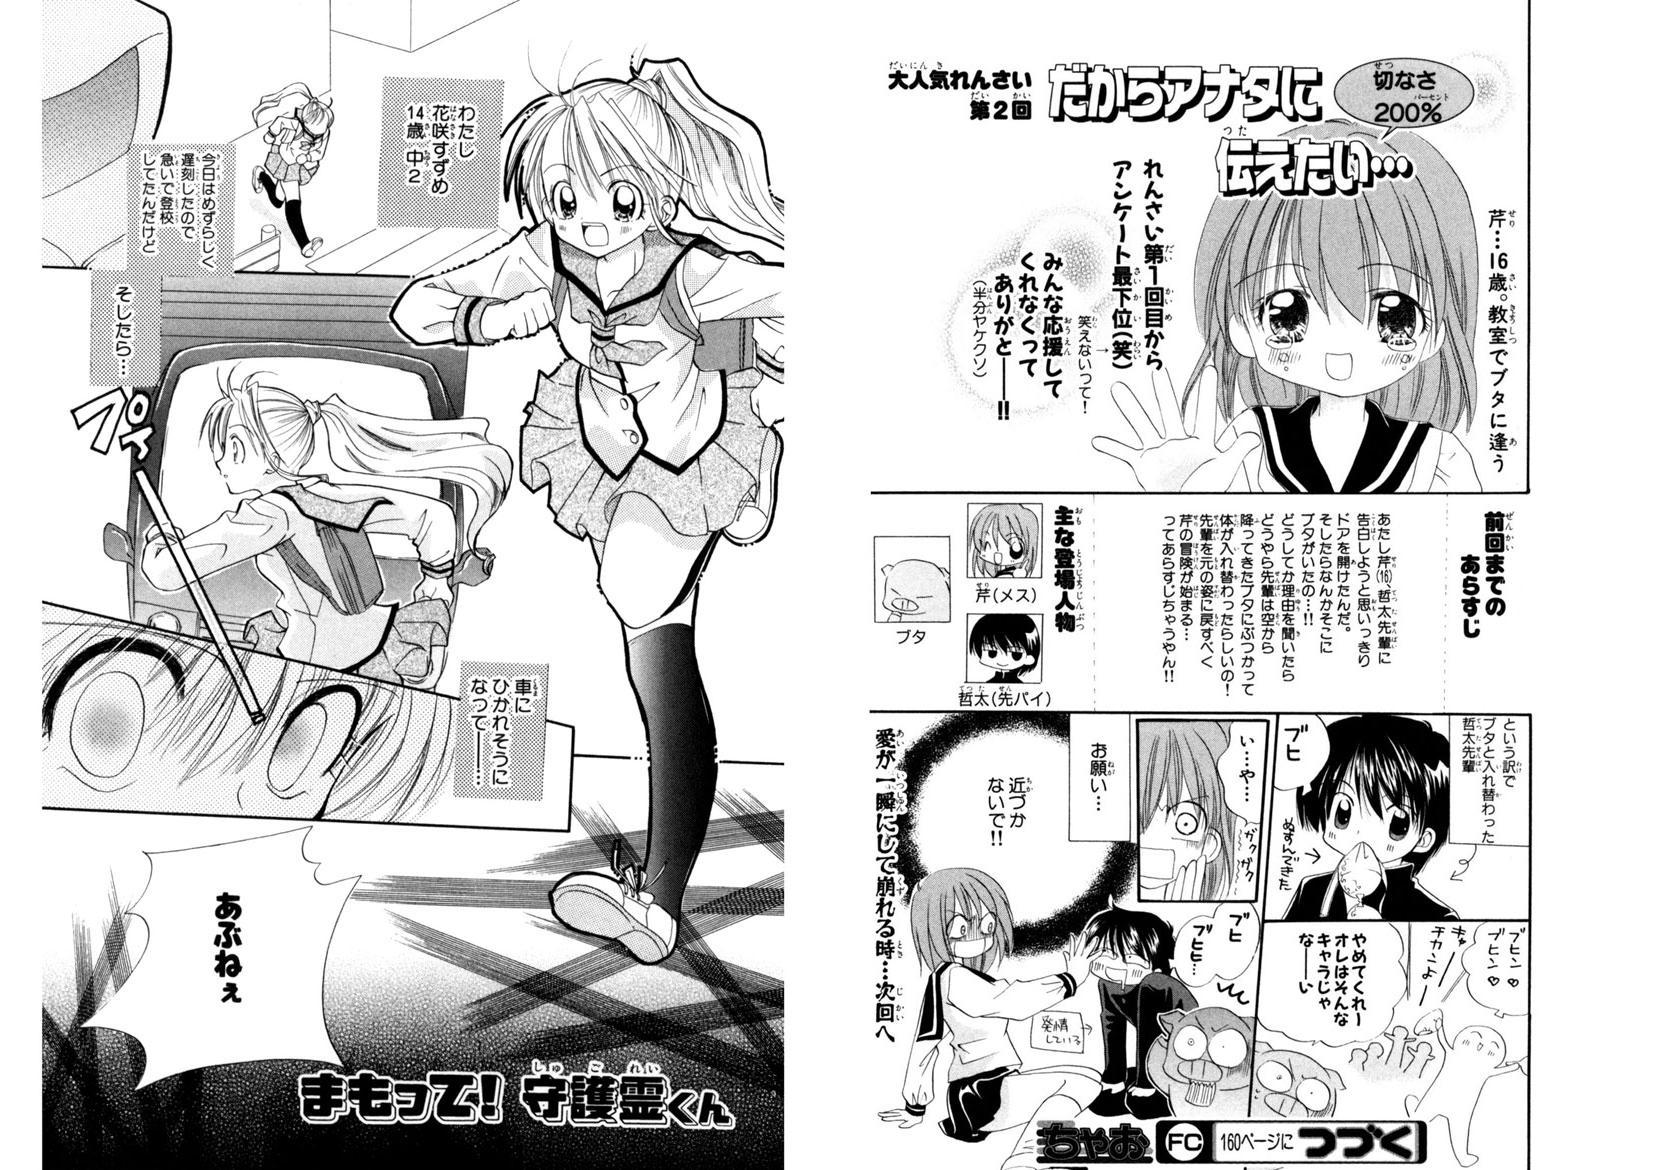 大人気れんさい
第2回
だからアナタに
伝えたい…
切なさ
200%
芹…16歳。教室でブタに逢う
れんさい第1回目から
アンケート最下位(笑)
↑
笑えないって!
みんな応援して
くれなくって
ありがと――!!
(半分ヤケクソ)
前回までの
あらすじ
あたし芹(16)、哲太先輩に
告白しようと思いっきり
ドアを開けたんだ。
そしたらなんかそこに
ブタがいたの…!!
どうしてか理由を聞いたら
どうやら先輩は空から
降ってきたブタにぶつかって
体が入れ替わったらしいの!
先輩を元の姿に戻すべく
芹の冒険が始まる…
ってあらすじちゃうやん!!
主な登場人物
芹(メス)
哲太(先パイ)
ブタ
という訳で
ブタと入れ替わった
哲太先輩
ブヒ
ぬすんできた
い…や…
ガクガク
お願い…
近づか
ないで!!
ブヒン♡
ブヒン♡
キャー
チカンよー
やめてくれー
オレはそんな
キャラじゃ
な――い
ブヒ
ブヒ…
発情
している
愛が一瞬にして崩れる時…次回へ
ちゃお
FC
160ページに
つづく
わたし
花咲すずめ
14歳 中2
今日はめずらしく
遅刻したので
急いで登校
してたんだけど
そしたら…
プァ
車に
ひかれそうに
なって――…
あぶねぇ
まもって!守護霊くん